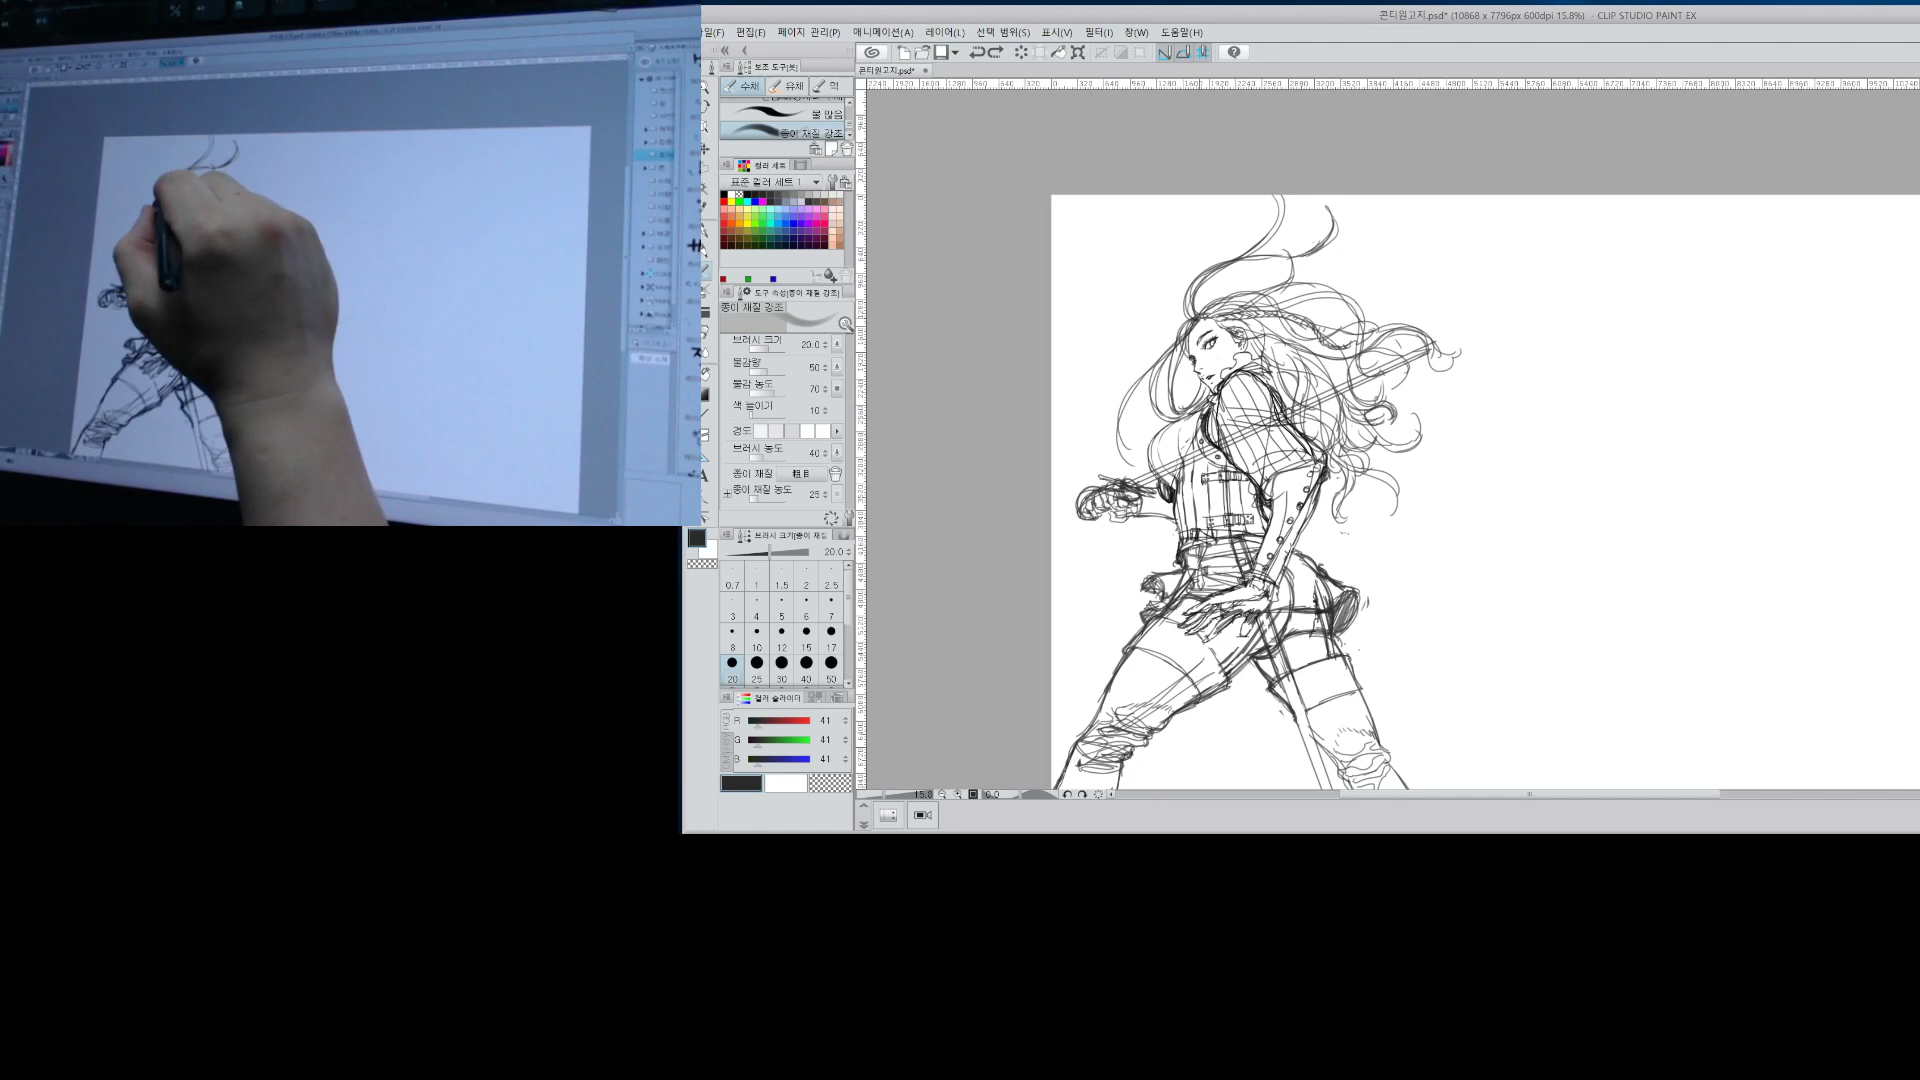 콘티원고지.psd* (10868 x 7796px 600dpi 15.8%) - CLIP STUDIO PAINT EX
일(F) 편집(E) 페이지 관리(P) 애니메이션(A) 레이어(L) 선택 범위(S) 표시(V) 필터(I) 창(W) 도움말(H)
보조 도구[붓]
콘티원고지.psd*
수채 유채 먹
물 많음
종이 재질 강조
컬러 세트
표준 컬러 세트 1
도구 속성[종이 재질 강조]
종이 재질 강조
브러시 크기 20.0
물감량 50
물감 농도 70
색 늘이기 10
경도
브러시 농도 40
종이 재질 粗目
종이 재질 농도 25
브러시 크기[종이 재질
20.0
0.7 1 1.5 2 2.5
3 4 5 6 7
8 10 12 15 17
20 25 30 40 50
컬러 슬라이더
R 41
G 41
B 41
15.8 0.0